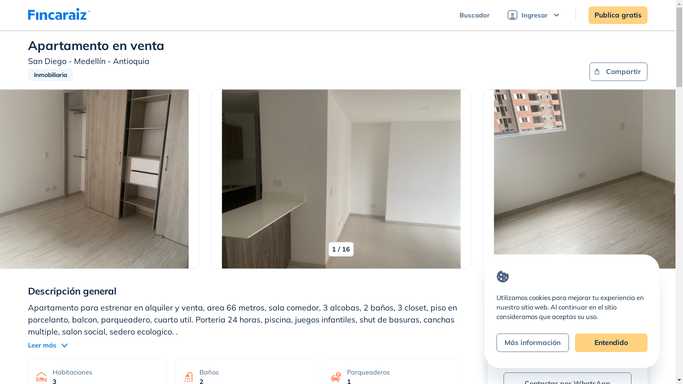 Fincaraiz
Buscador
Ingresar
Publica gratis
Apartamento en venta
San Diego - Medellín - Antioquia
Inmobiliaria
Compartir
1 / 16
Descripción general
Apartamento para estrenar en alquiler y venta, area 66 metros, sala comedor, 3 alcobas, 2 baños, 3 closet, piso en
porcelanto, balcon, parqueadero, cuarto util. Porteria 24 horas, piscina, juegos infantiles, shut de basuras, canchas
multiple, salon social, sedero ecologico. .
Leer más
Habitaciones
3
Baños
2
Parqueaderos
1
Utilizamos cookies para mejorar tu experiencia en
nuestro sitio web. Al continuar en el sitio
consideramos que aceptas su uso.
Más información
Entendido
Contactar por WhatsApp